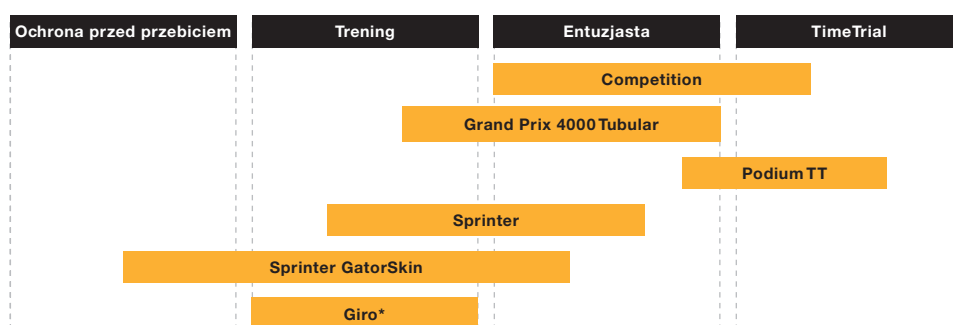 Ochrona przed przebiciem Trening Entuzjasta TimeTrial
Competition
Grand Prix 4000 Tubular
Podium TT
Sprinter
Sprinter GatorSkin
Giro*